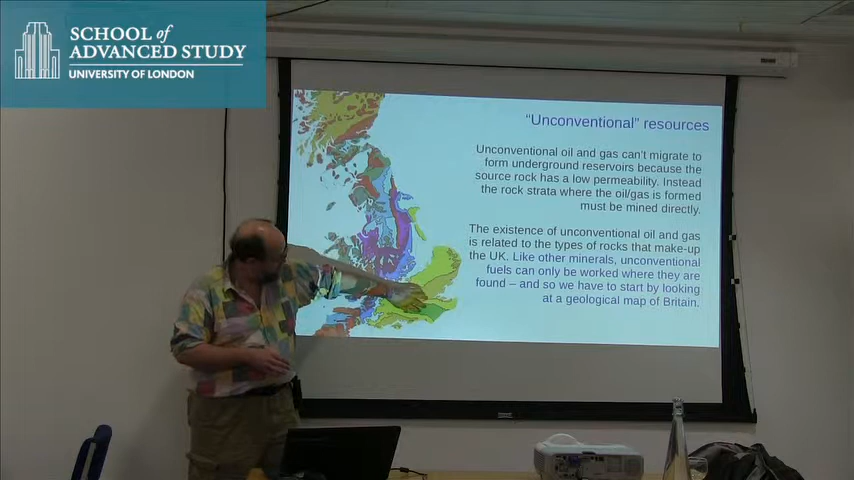 SCHOOL of
ADVANCED STUDY
UNIVERSITY OF LONDON
“Unconventional” resources
Unconventional oil and gas can’t migrate to
form underground reservoirs because the
source rock has a low permeability. Instead
the rock strata where the oil/gas is formed
must be mined directly.
The existence of unconventional oil and gas
is related to the types of rocks that make-up
the UK. Like other minerals, unconventional
fuels can only be worked where they are
found – and so we have to start by looking
at a geological map of Britain.